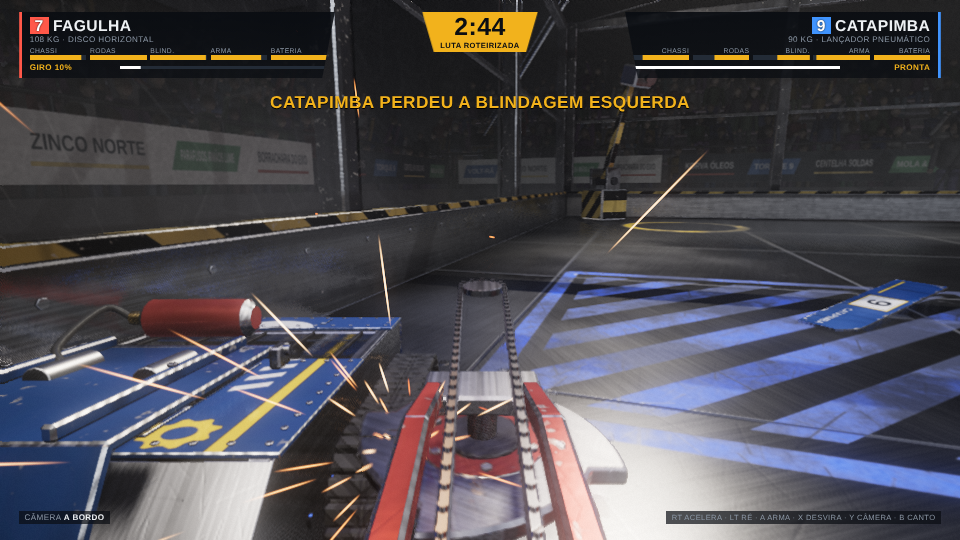 7 FAGULHA
108 KG · DISCO HORIZONTAL
CHASSI RODAS BLIND. ARMA BATERIA
GIRO 10%
2:44
LUTA ROTEIRIZADA
9 CATAPIMBA
90 KG · LANÇADOR PNEUMÁTICO
CHASSI RODAS BLIND. ARMA BATERIA
PRONTA
CATAPIMBA PERDEU A BLINDAGEM ESQUERDA
ZINCO NORTE
CENTELHA SOLDAS
MOLA A
9
CÂMERA A BORDO
RT ACELERA · LT RÉ · A ARMA · X DESVIRA · Y CÂMERA · B CANTO